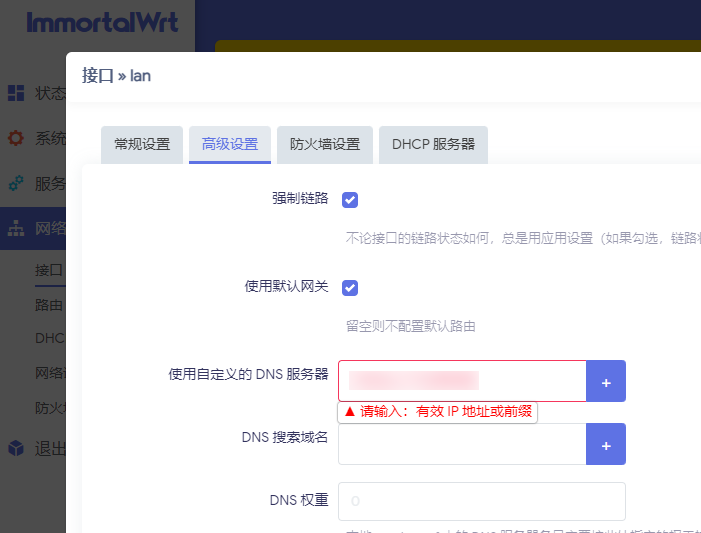 ImmortalWrt
接口 » lan
状态
系统
服务
网络
接口
路由
DHC
网络
防火
退出
常规设置
高级设置
防火墙设置
DHCP 服务器
强制链路
不论接口的链路状态如何，总是用应用设置（如果勾选，链路
使用默认网关
留空则不配置默认路由
使用自定义的 DNS 服务器
+
▲ 请输入：有效 IP 地址或前缀
DNS 搜索域名
+
DNS 权重
0